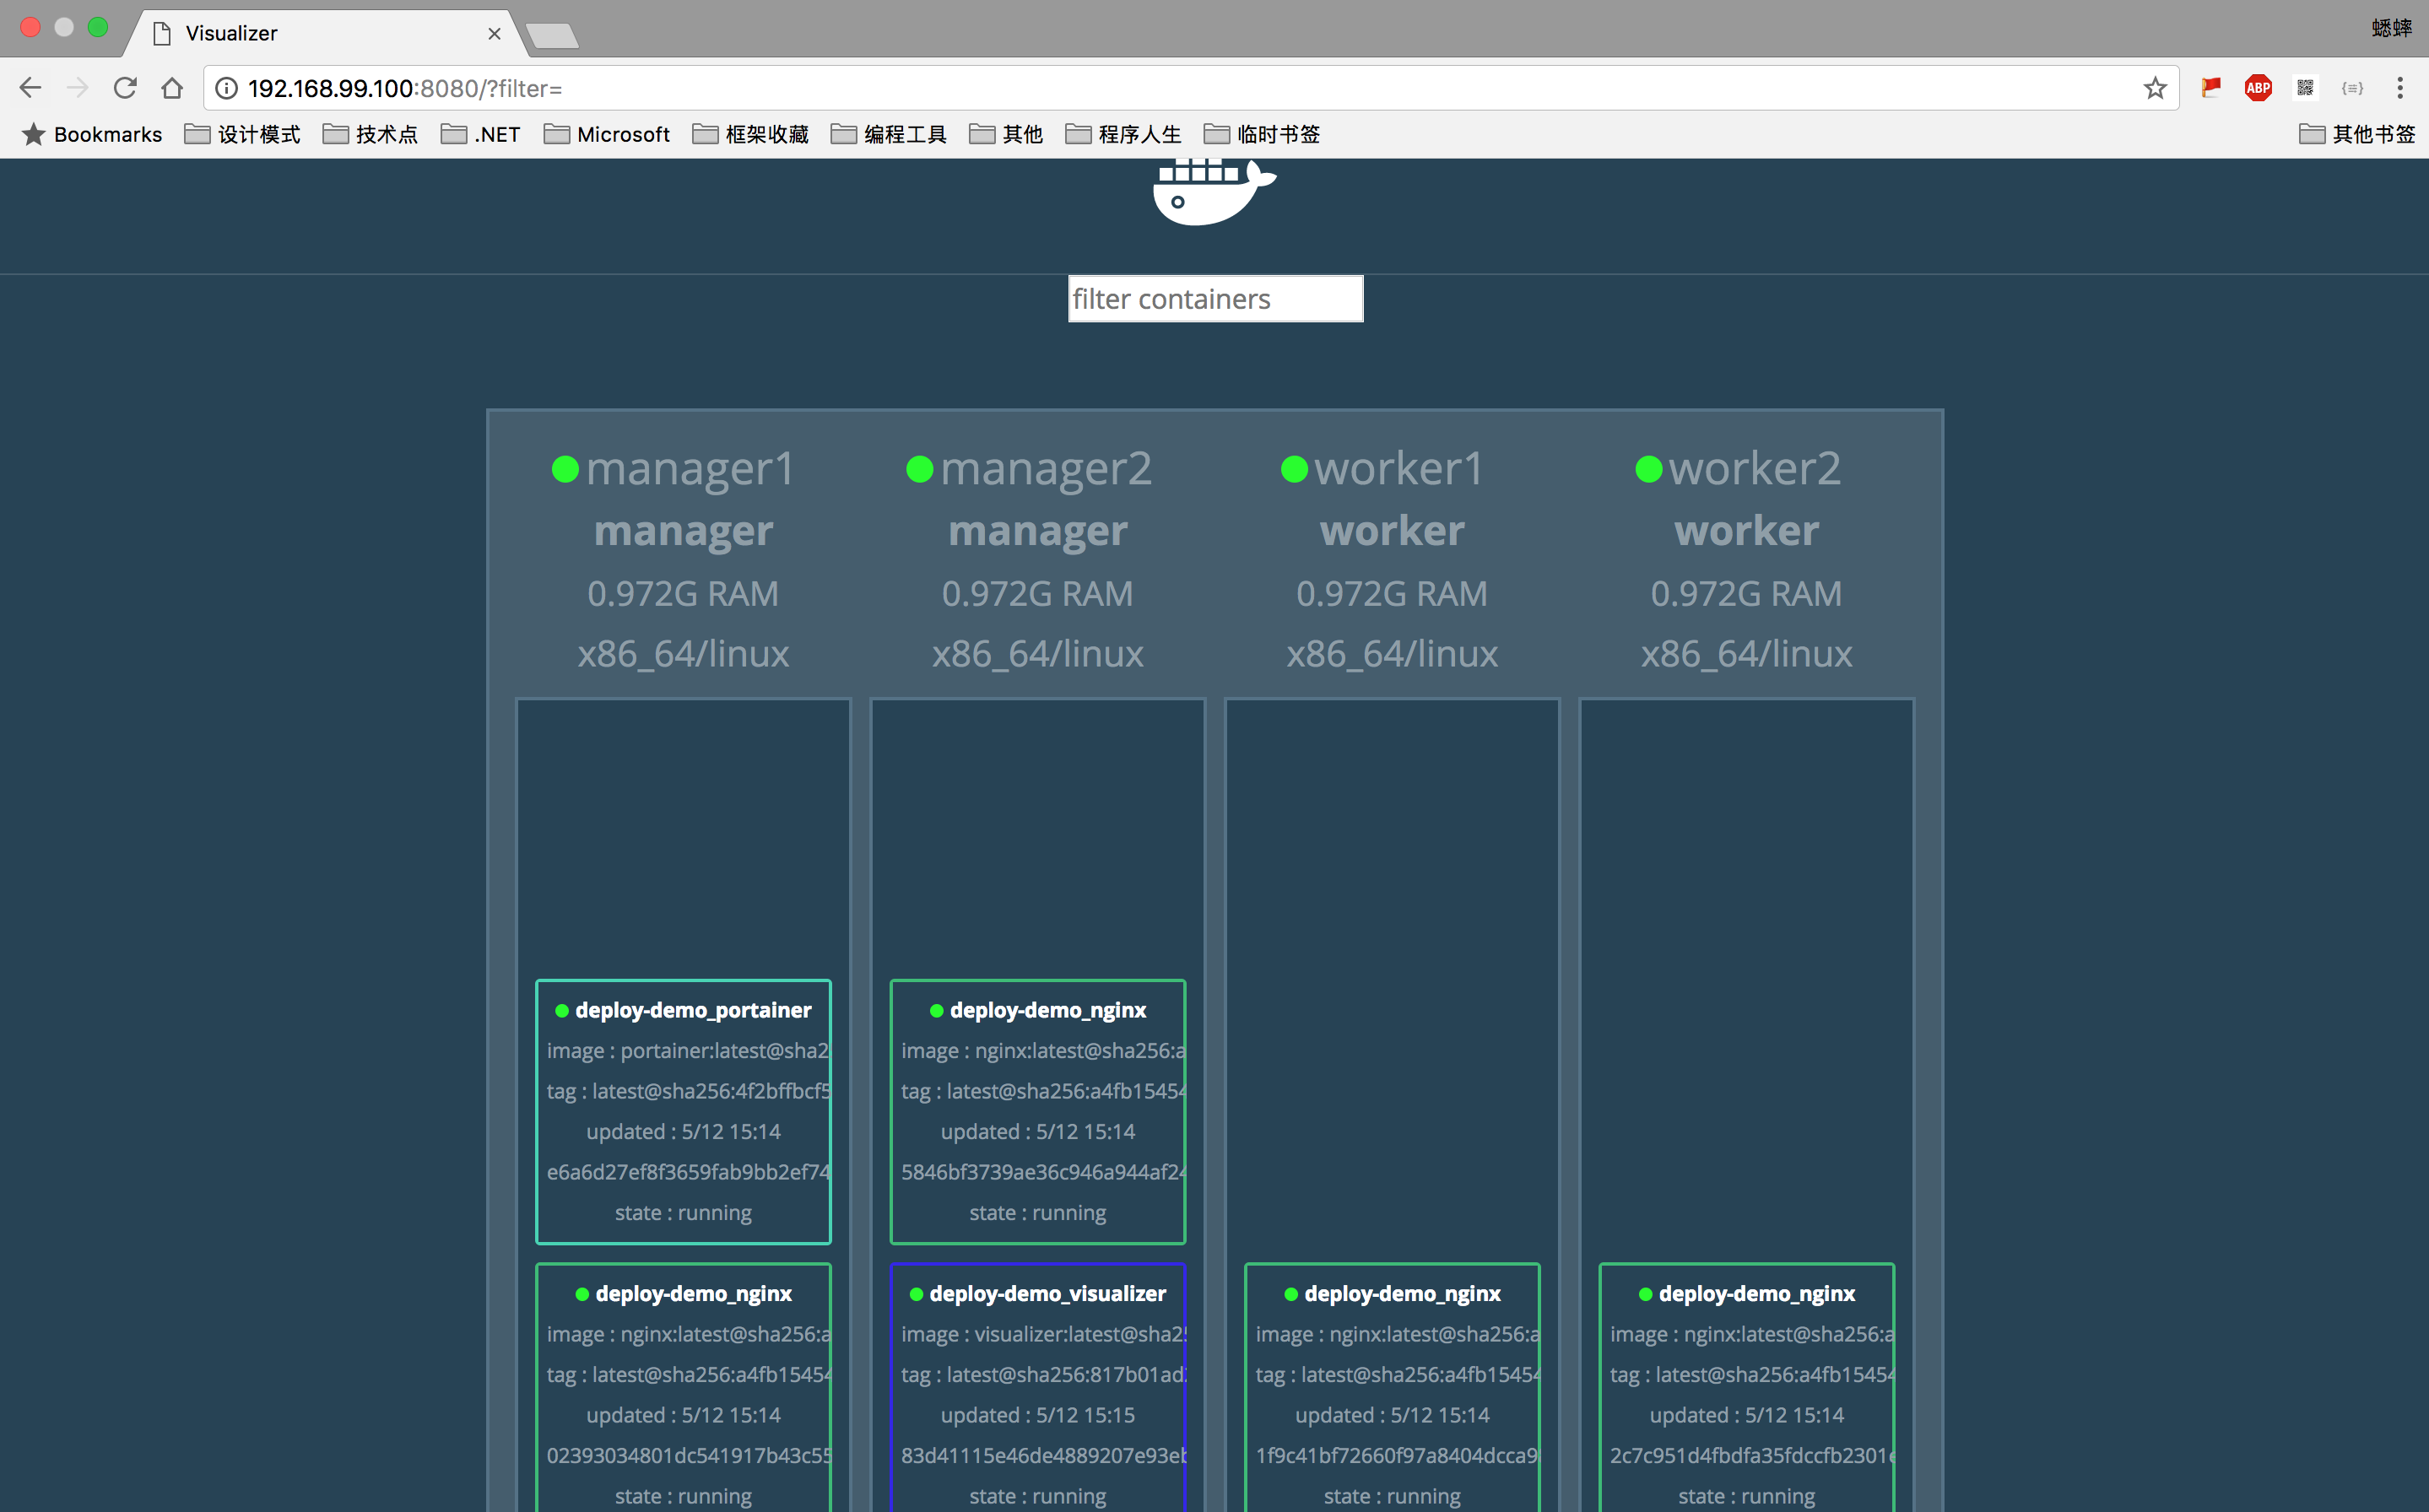 Visualizer
蟋蟀
192.168.99.100:8080/?filter=
ABP
Bookmarks 设计模式 技术点 .NET Microsoft 框架收藏 编程工具 其他 程序人生 临时书签 其他书签
filter containers
manager1 manager2 worker1 worker2
manager manager worker worker
0.972G RAM 0.972G RAM 0.972G RAM 0.972G RAM
x86_64/linux x86_64/linux x86_64/linux x86_64/linux
deploy-demo_portainer
image : portainer:latest@sha2
tag : latest@sha256:4f2bffbcf5
updated : 5/12 15:14
e6a6d27ef8f3659fab9bb2ef74
state : running
deploy-demo_nginx
image : nginx:latest@sha256:a
tag : latest@sha256:a4fb15454
updated : 5/12 15:14
02393034801dc541917b43c55
state : running
deploy-demo_nginx
image : nginx:latest@sha256:a
tag : latest@sha256:a4fb15454
updated : 5/12 15:14
5846bf3739ae36c946a944af24
state : running
deploy-demo_visualizer
image : visualizer:latest@sha25
tag : latest@sha256:817b01ad
updated : 5/12 15:15
83d41115e46de4889207e93eb
state : running
deploy-demo_nginx
image : nginx:latest@sha256:a
tag : latest@sha256:a4fb15454
updated : 5/12 15:14
1f9c41bf72660f97a8404dcca9
state : running
deploy-demo_nginx
image : nginx:latest@sha256:a
tag : latest@sha256:a4fb15454
updated : 5/12 15:14
2c7c951d4fbdfa35fdccfb2301
state : running